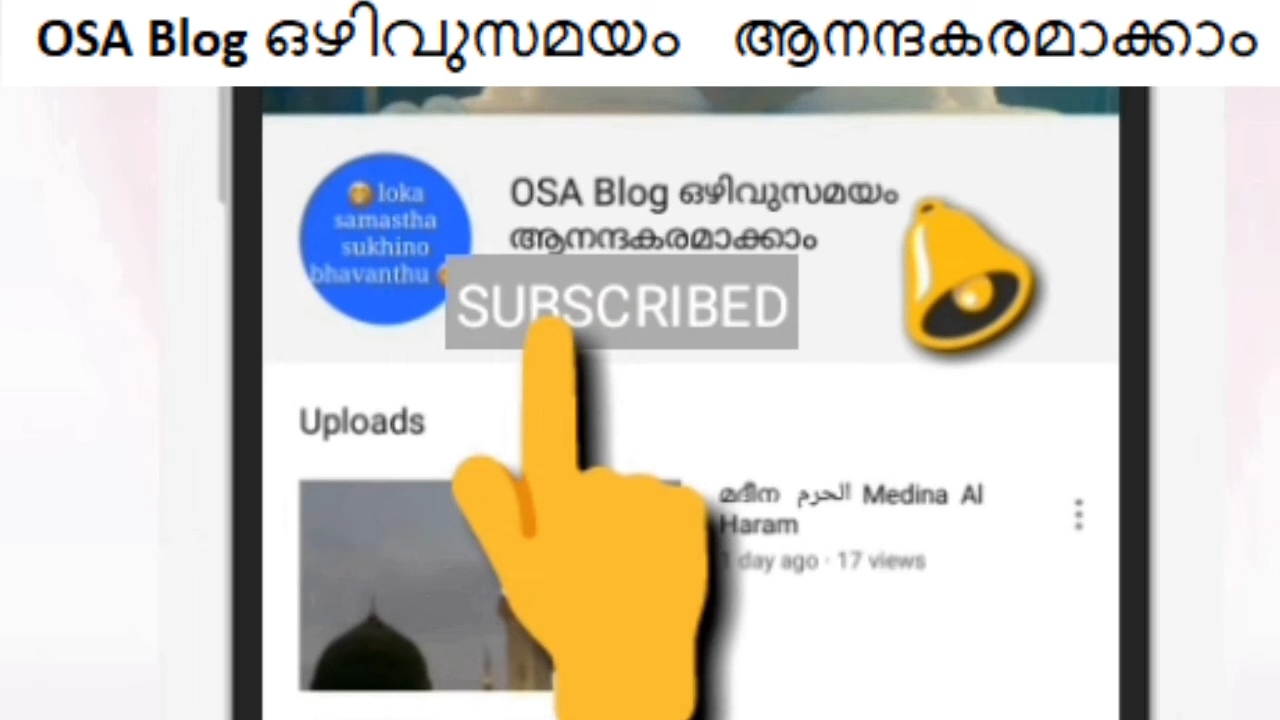 OSA Blog ഒഴിവുസമയം ആനന്ദകരമാക്കാം
loka
samastha
sukhino
bhavanthu
OSA Blog ഒഴിവുസമയം
ആനന്ദകരമാക്കാം
SUBSCRIBED
Uploads
മദീന الحرم Medina Al
Haram
1 day ago · 17 views